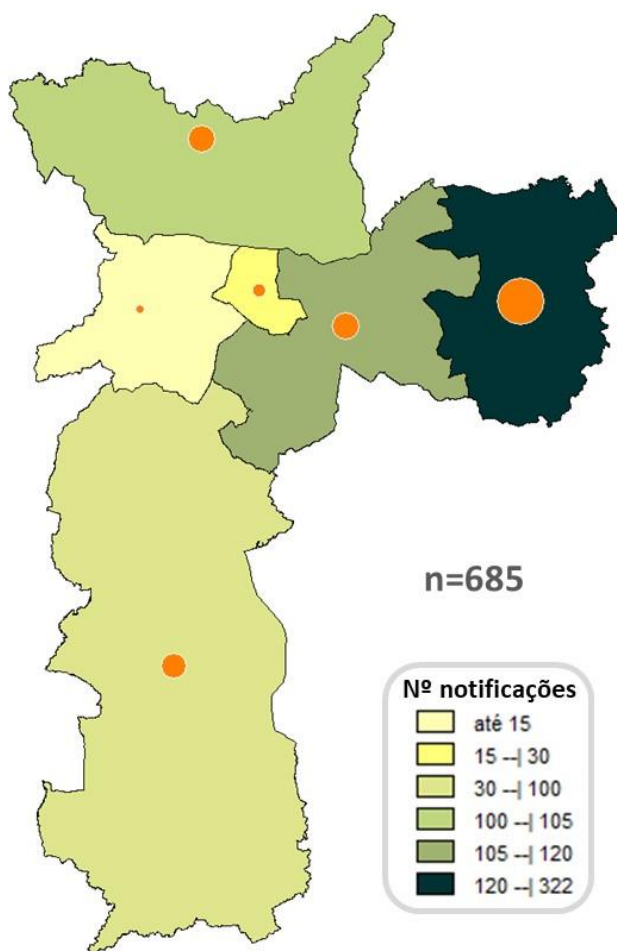 n=685
Nº notificações
até 15
15 --| 30
30 --| 100
100 --| 105
105 --| 120
120 --| 322